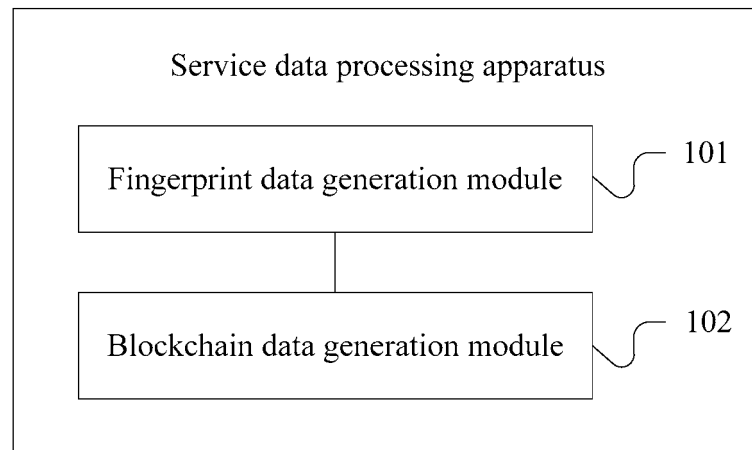 Service data processing apparatus
Fingerprint data generation module
101
Blockchain data generation module
102